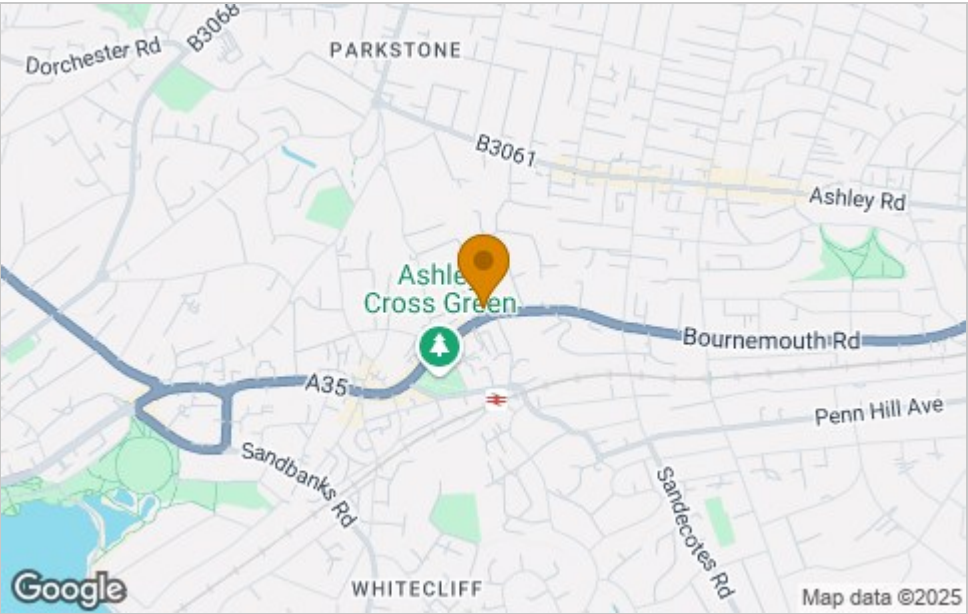 Dorchester Rd
B3068
PARKSTONE
B3061
Ashley Rd
Ashley
Cross Green
Bournemouth Rd
A35
Penn Hill Ave
Sandbanks Rd
Sandecotes Rd
WHITECLIFF
Google
Map data ©2025